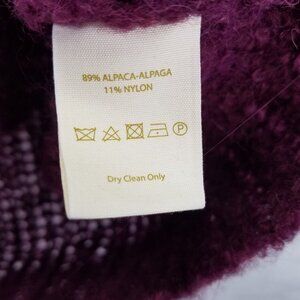 89% ALPACA-ALPAGA
11% NYLON
P
Dry Clean Only